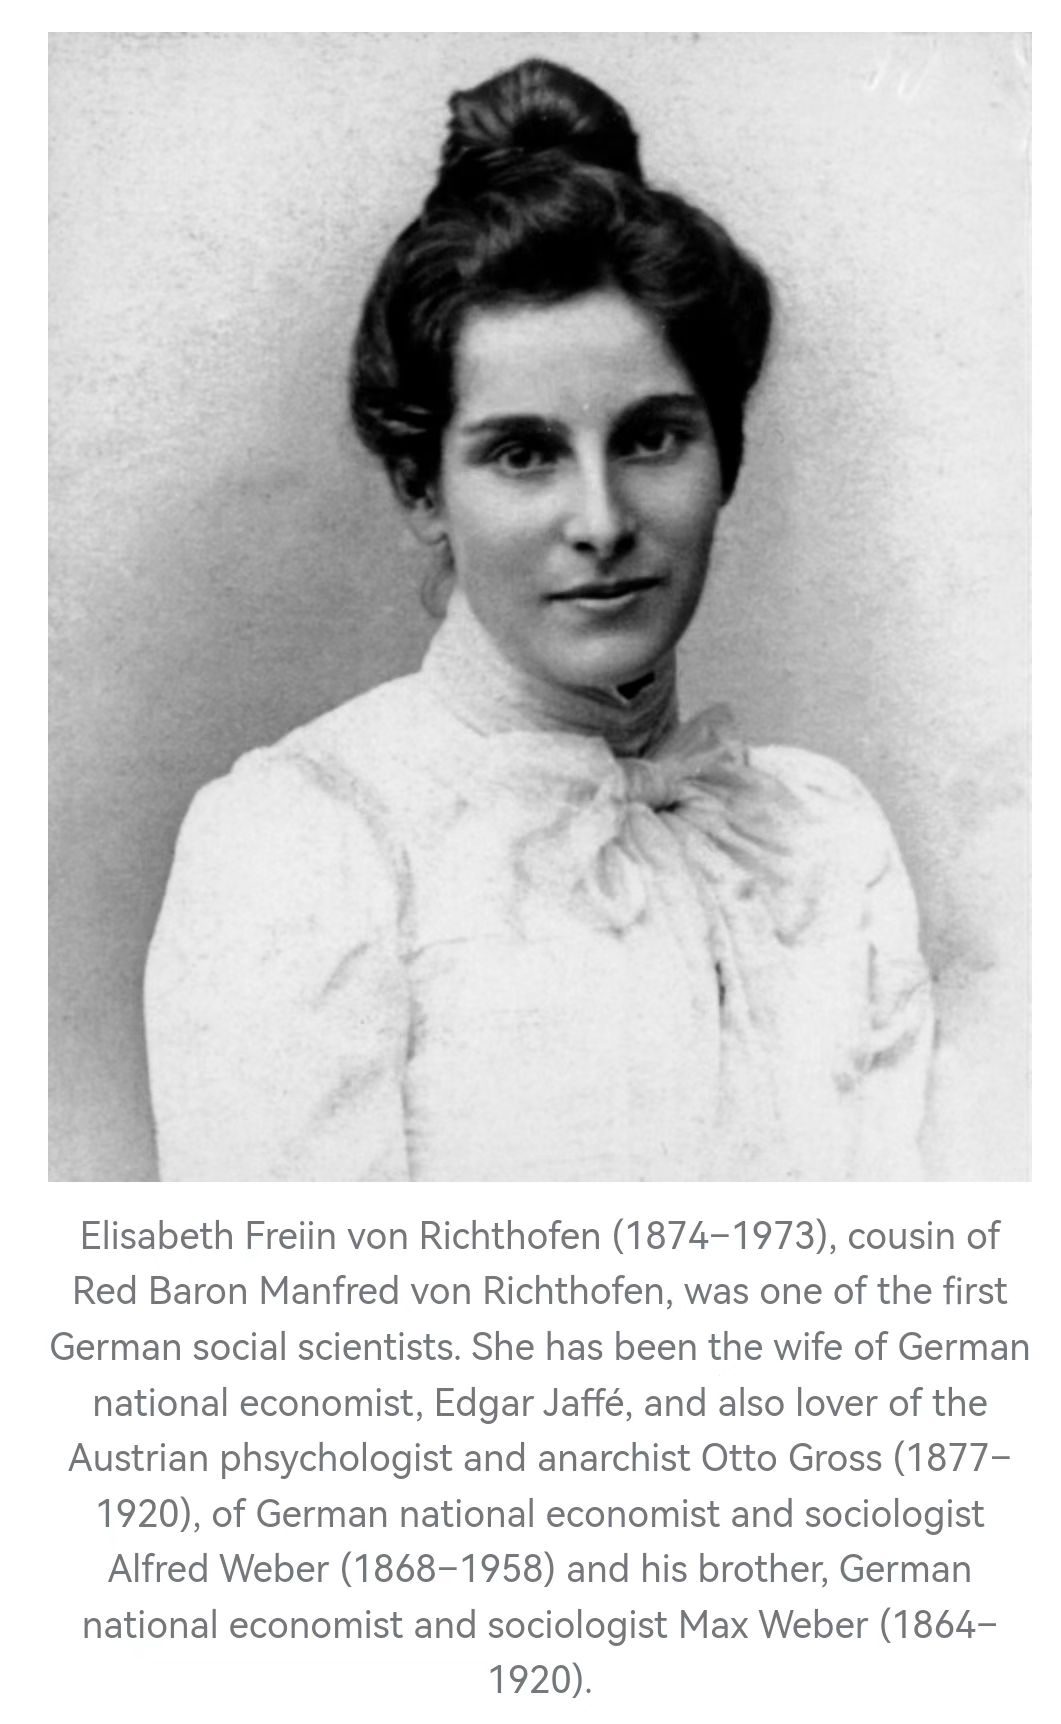 Elisabeth Freiin von Richthofen (1874–1973), cousin of
Red Baron Manfred von Richthofen, was one of the first
German social scientists. She has been the wife of German
national economist, Edgar Jaffé, and also lover of the
Austrian phsychologist and anarchist Otto Gross (1877–
1920), of German national economist and sociologist
Alfred Weber (1868–1958) and his brother, German
national economist and sociologist Max Weber (1864–
1920).